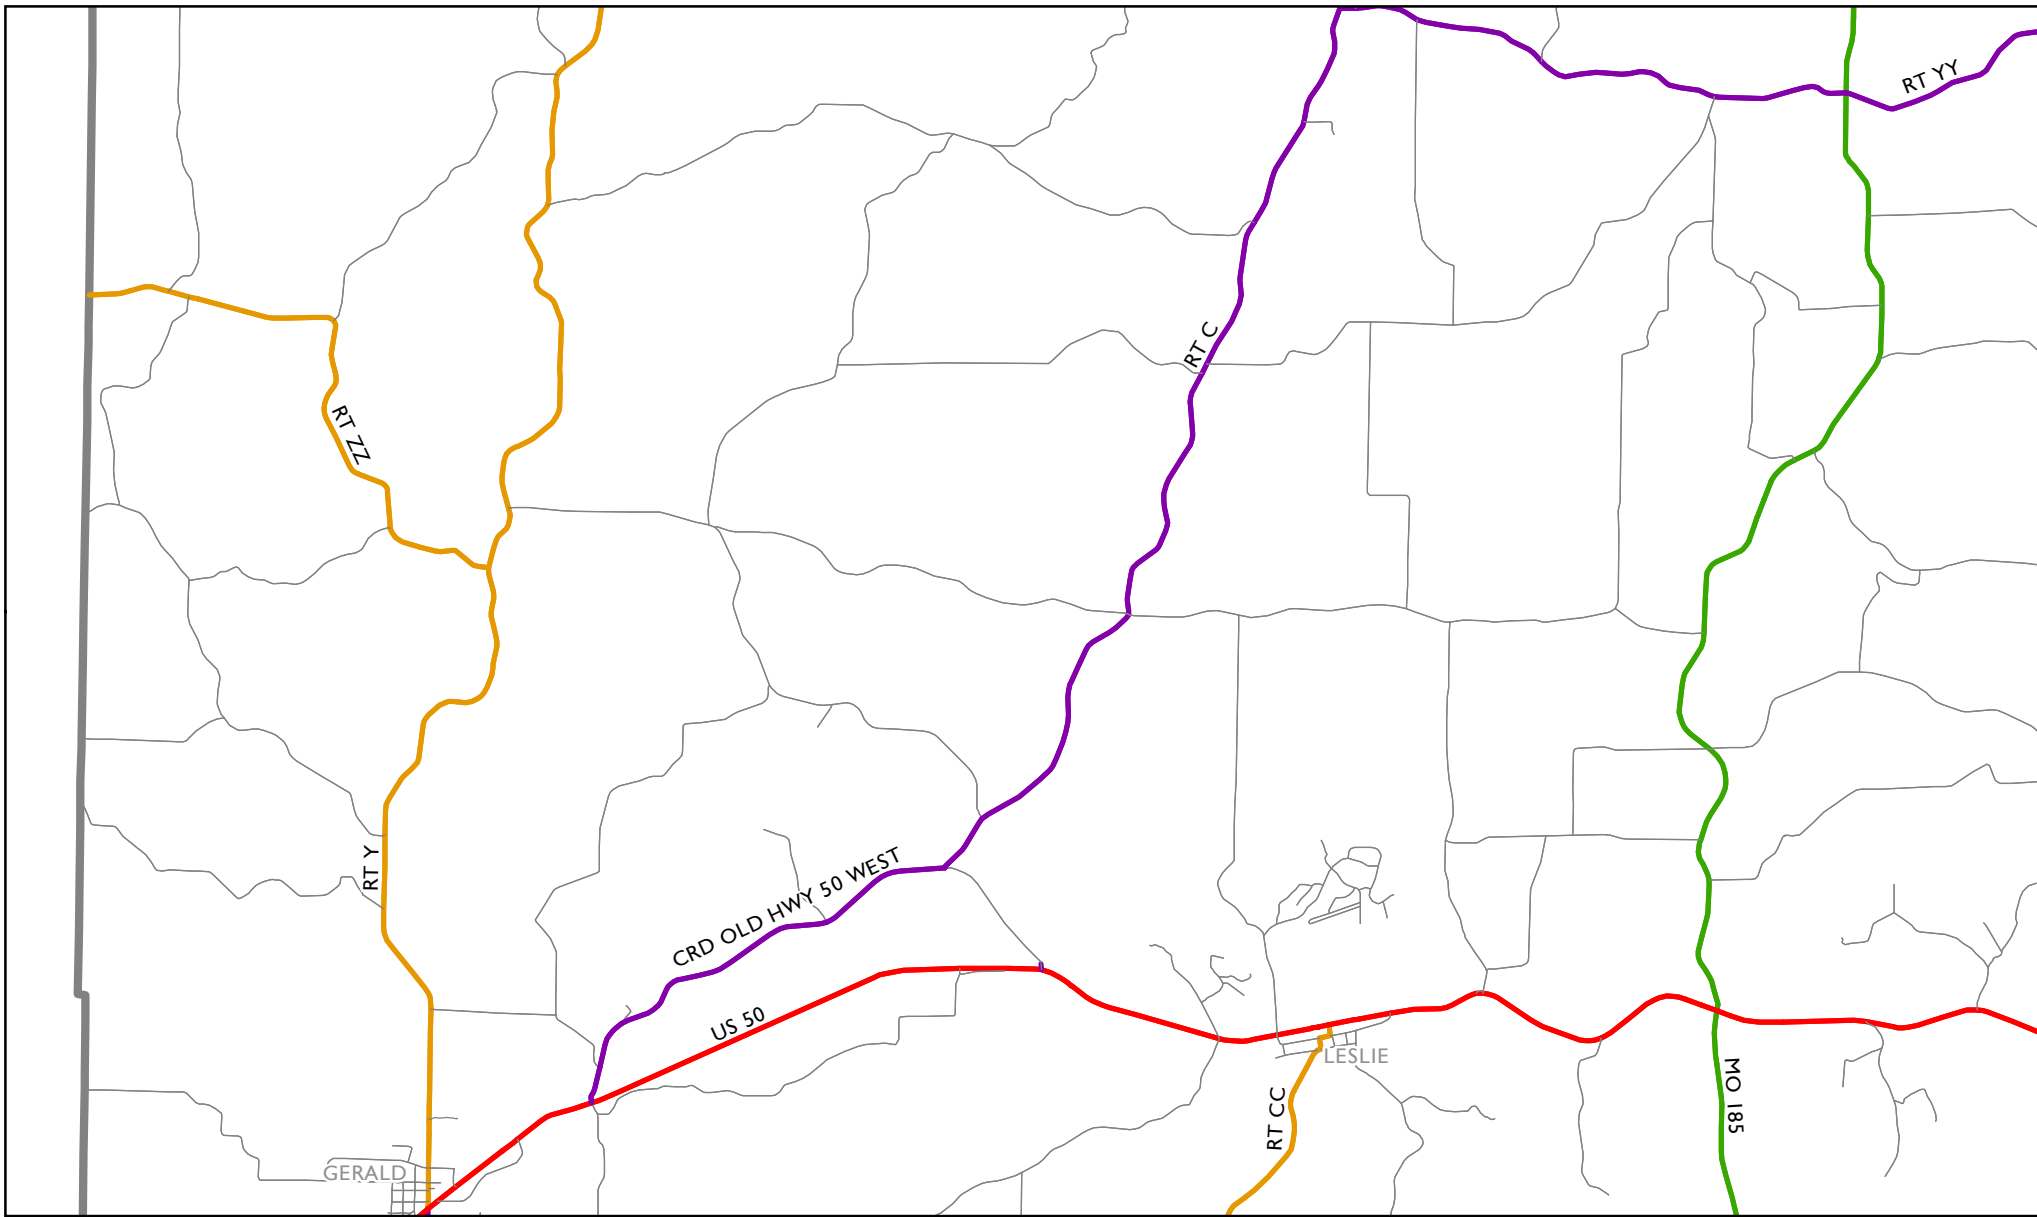 RT YY
RT C
RT ZZ
RT Y
CRD OLD HWY 50 WEST
US 50
LESLIE
MO 185
RT CC
GERALD